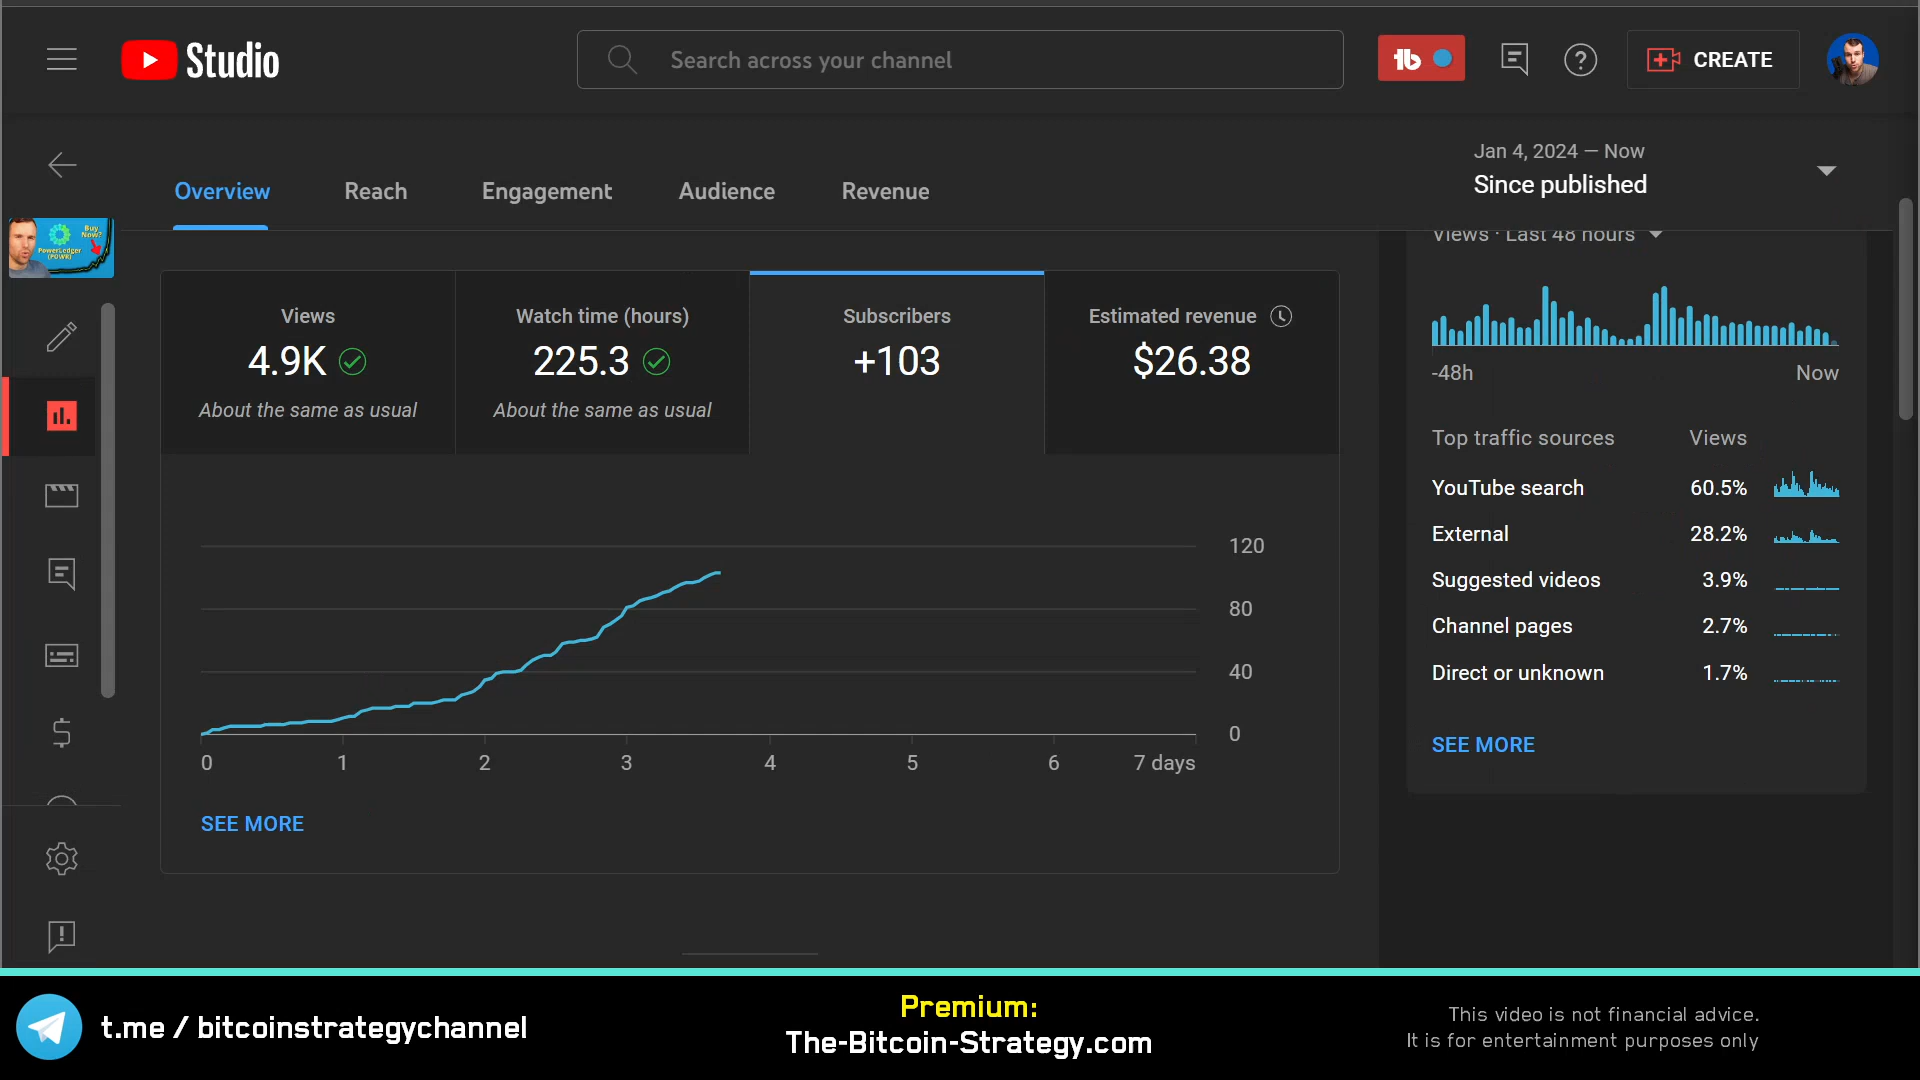 Studio
Search across your channel
CREATE
Jan 4, 2024 — Now
Since published
Overview
Reach
Engagement
Audience
Revenue
Buy
Now?
PowerLedger
(POWR)
Views · Last 48 hours
Views
4.9K
About the same as usual
Watch time (hours)
225.3
About the same as usual
Subscribers
+103
Estimated revenue
$26.38
120
80
40
0
0
1
2
3
4
5
6
7 days
SEE MORE
-48h
Now
Top traffic sources
Views
YouTube search
60.5%
External
28.2%
Suggested videos
3.9%
Channel pages
2.7%
Direct or unknown
1.7%
SEE MORE
t.me / bitcoinstrategychannel
Premium:
The-Bitcoin-Strategy.com
This video is not financial advice.
It is for entertainment purposes only